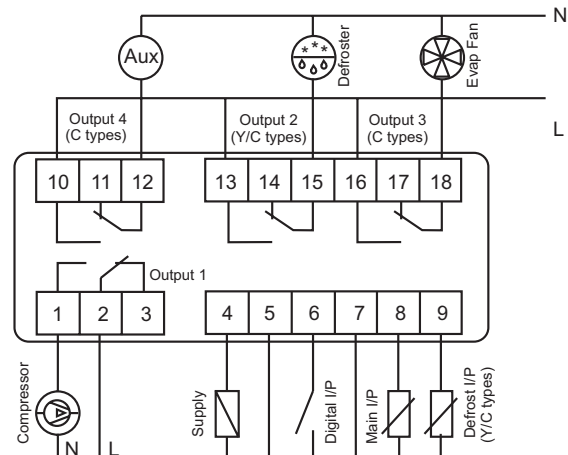 N
Aux
Defroster
Evap Fan
L
Output 4
(C types)
Output 2
(Y/C types)
Output 3
(C types)
10 11 12 13 14 15 16 17 18
Output 1
1 2 3 4 5 6 7 8 9
Compressor
N
L
Supply
Digital I/P
Main I/P
Defrost I/P
(Y/C types)